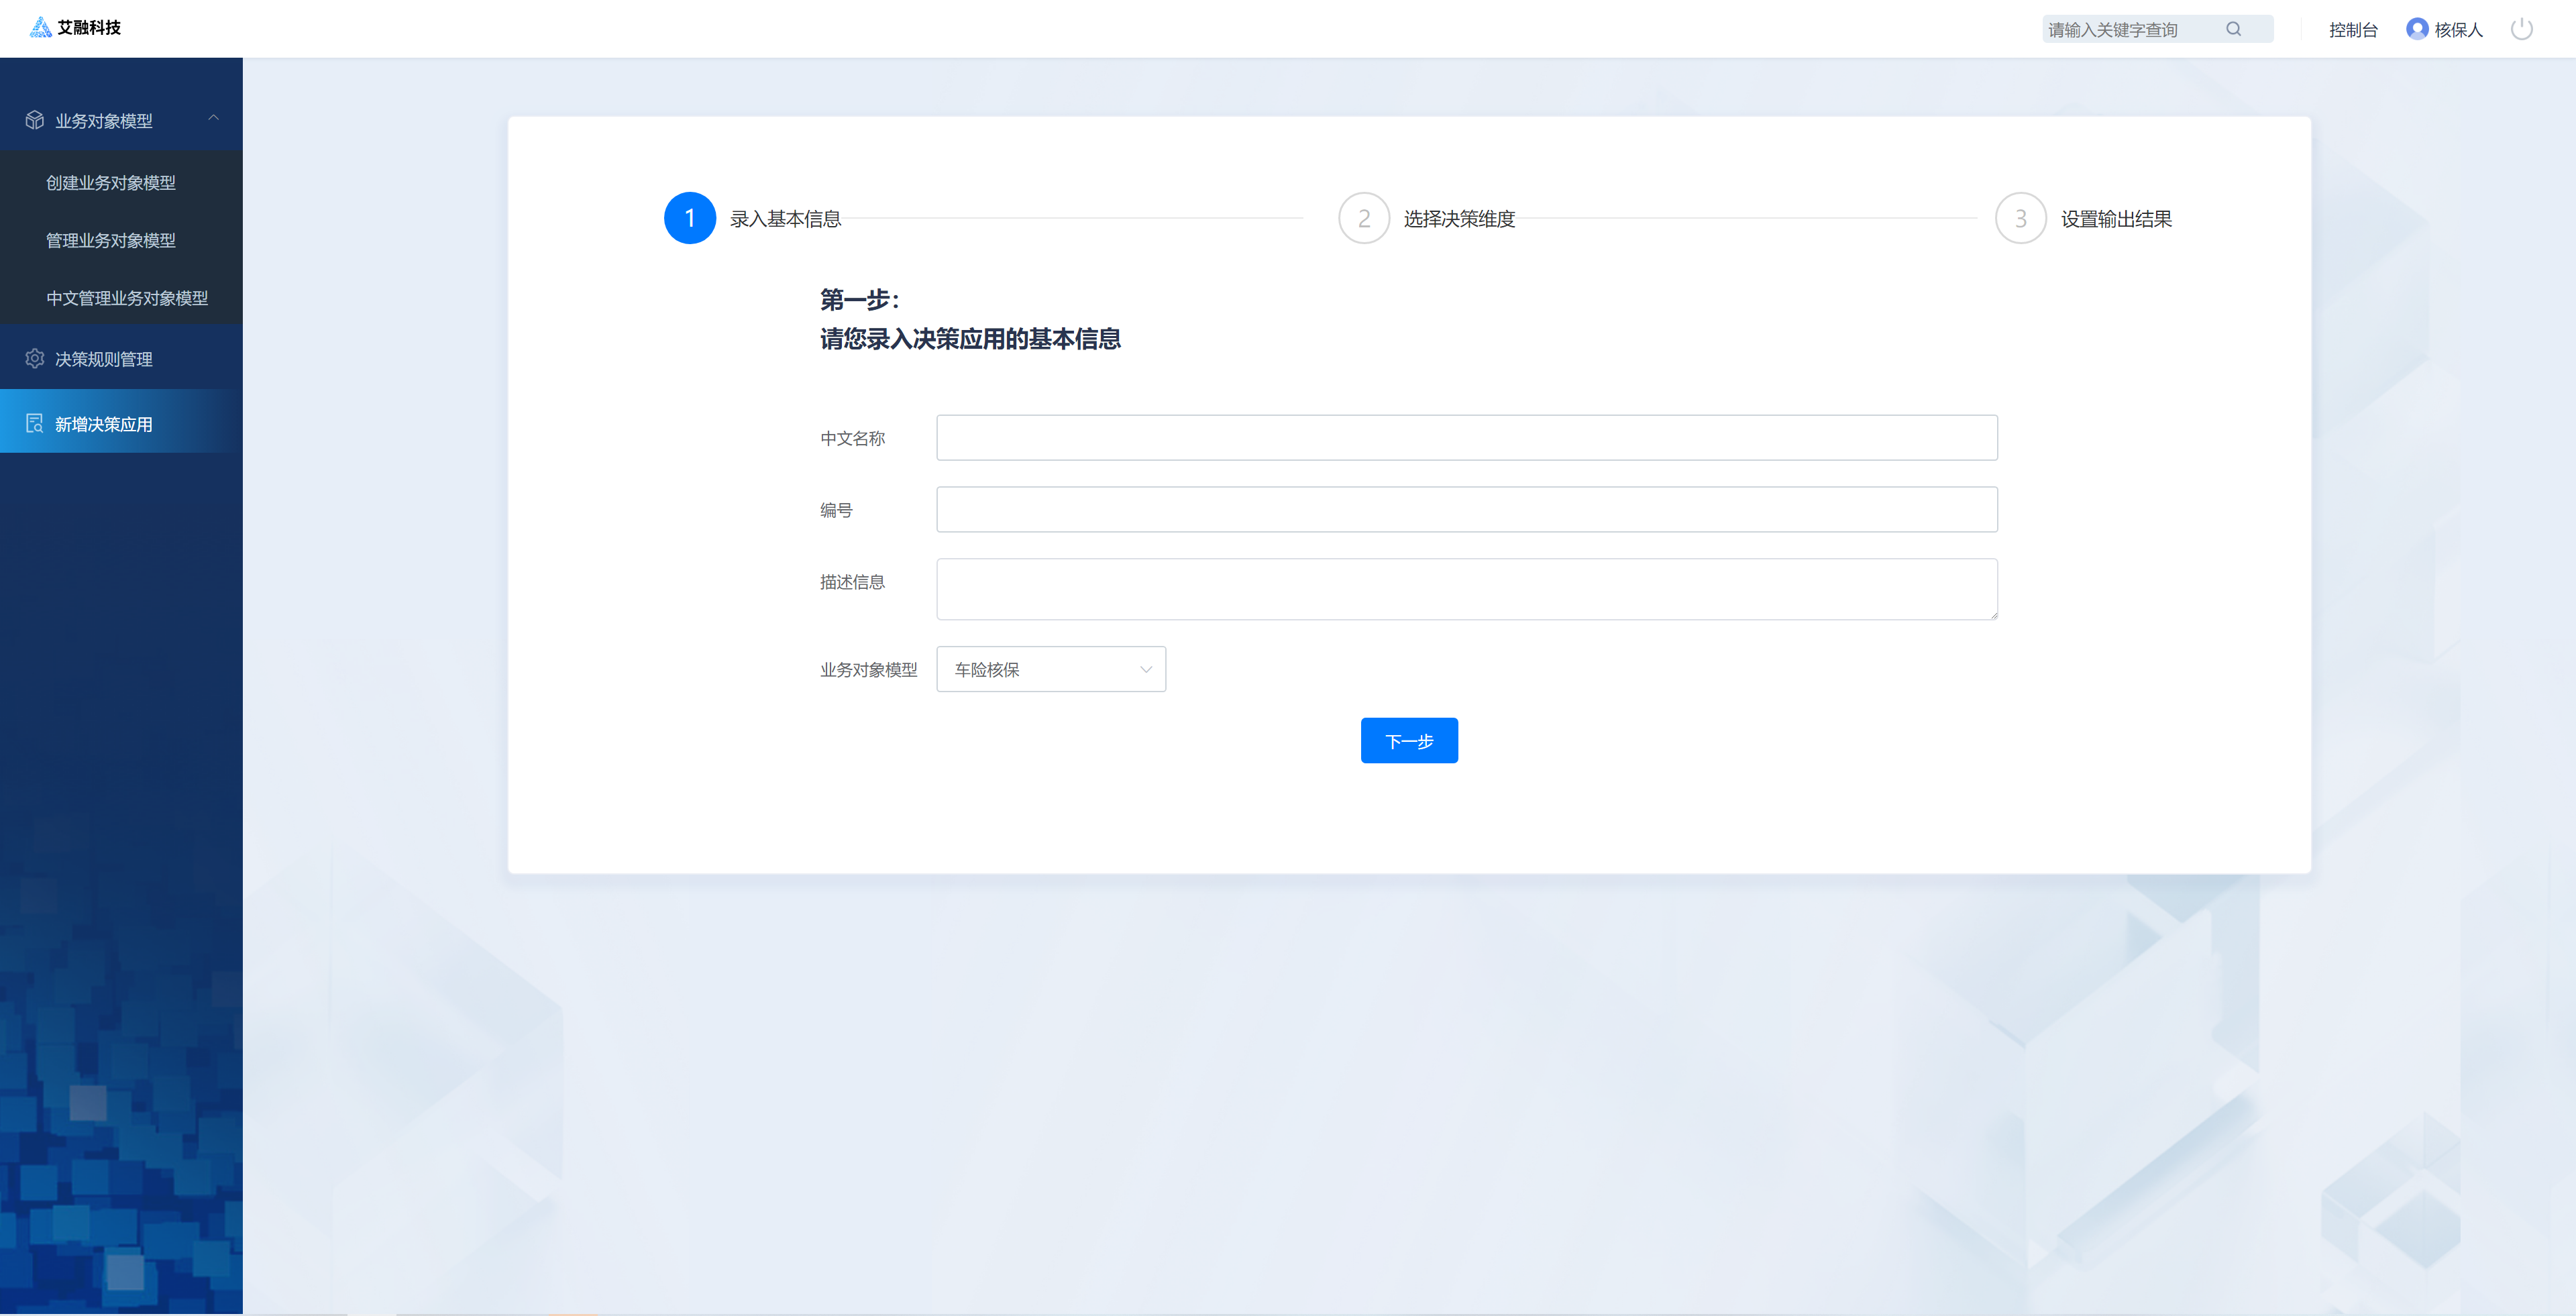 艾融科技
请输入关键字查询
控制台
核保人
业务对象模型
创建业务对象模型
管理业务对象模型
中文管理业务对象模型
决策规则管理
新增决策应用
1 录入基本信息
2 选择决策维度
3 设置输出结果
第一步：
请您录入决策应用的基本信息
中文名称
编号
描述信息
业务对象模型 车险核保
下一步